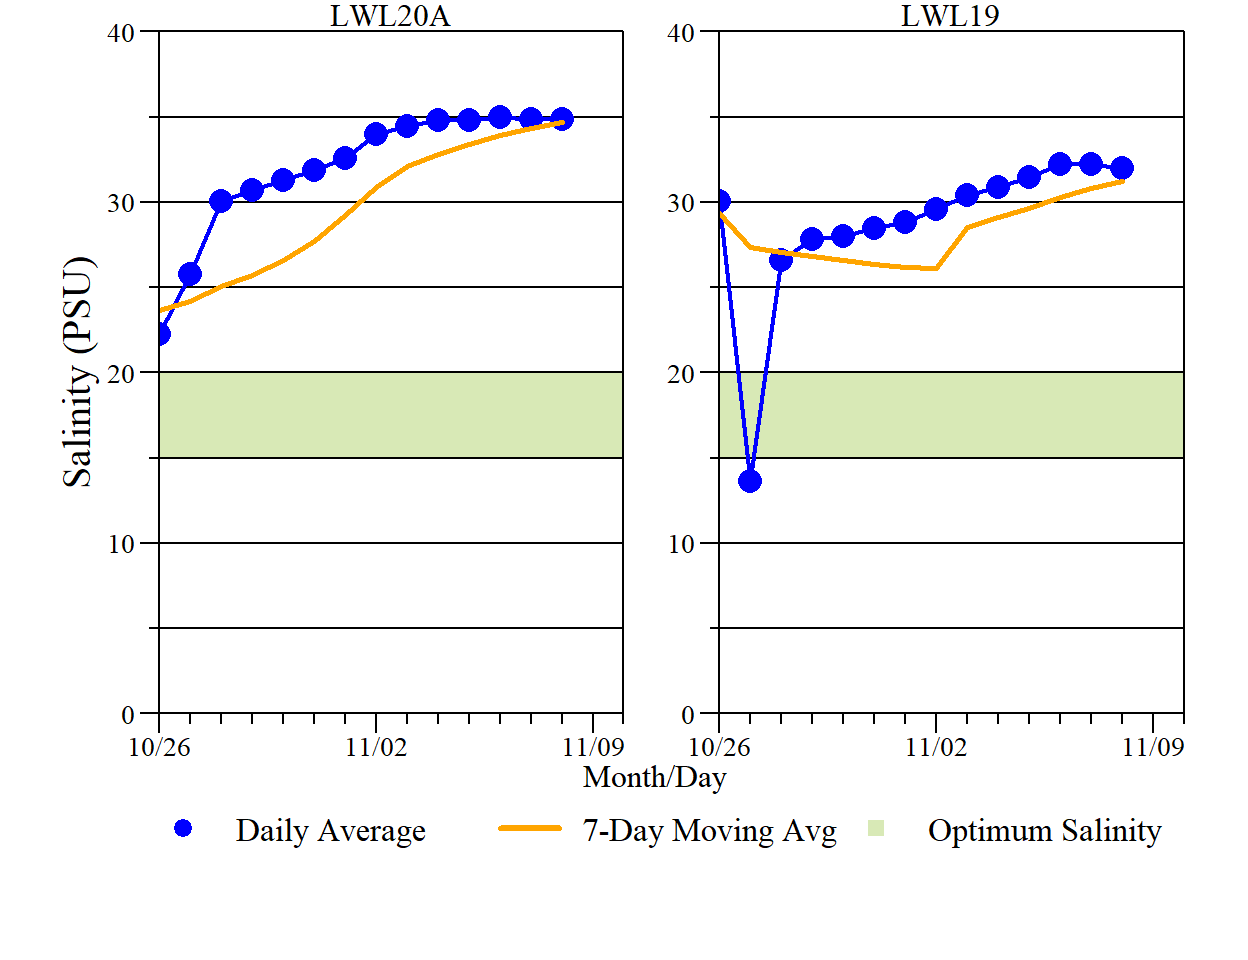 LWL20A
LWL19
40
30
20
10
0
40
30
20
10
0
Salinity (PSU)
10/26
11/02
11/09
10/26
11/02
11/09
Month/Day
Daily Average
7-Day Moving Avg
Optimum Salinity